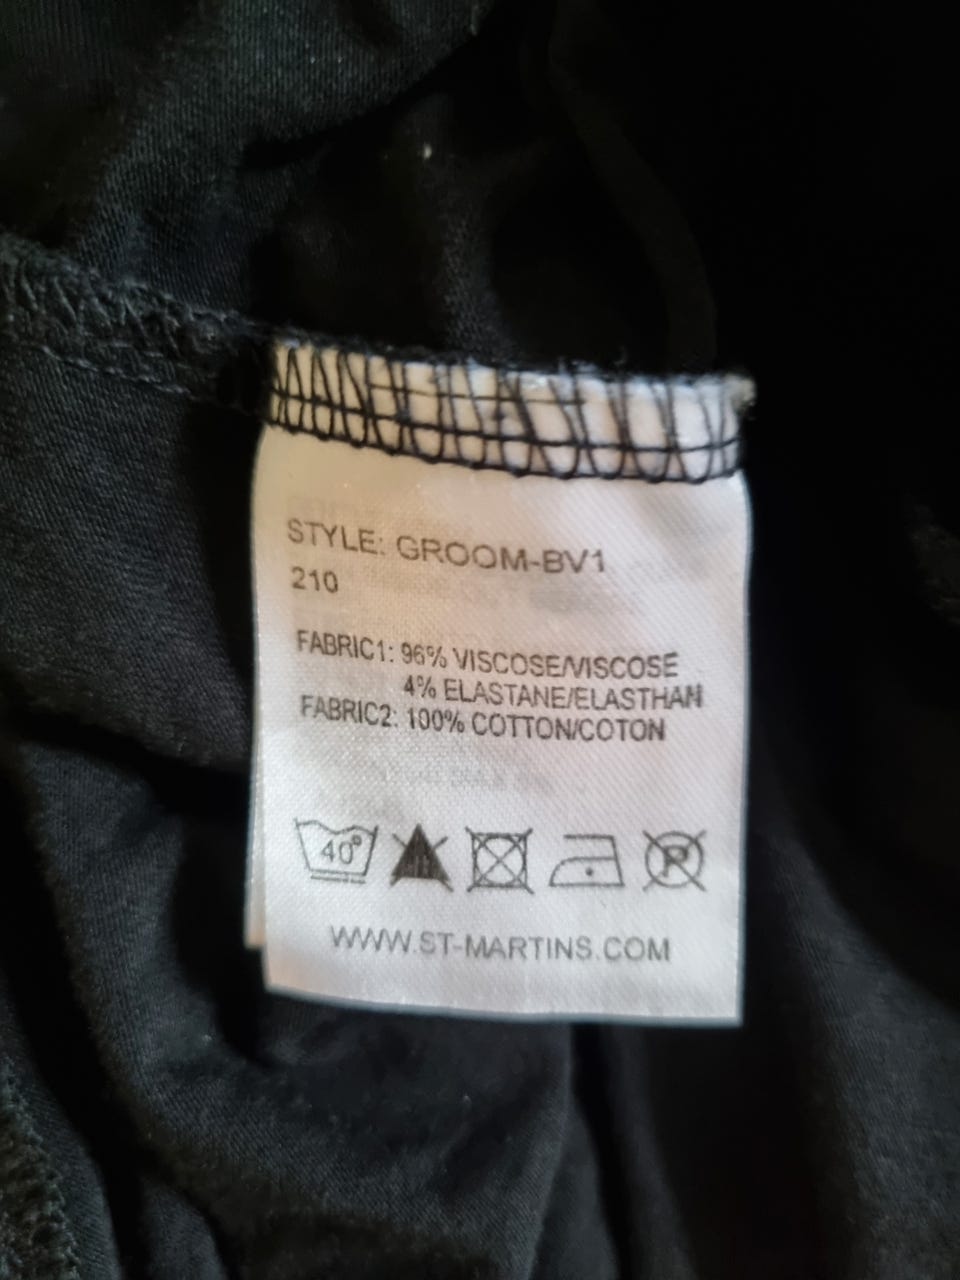 STYLE: GROOM-BV1
210
FABRIC1: 96% VISCOSE/VISCOSE
4% ELASTANE/ELASTHAN
FABRIC2: 100% COTTON/COTON
40°
P
WWW.ST-MARTINS.COM